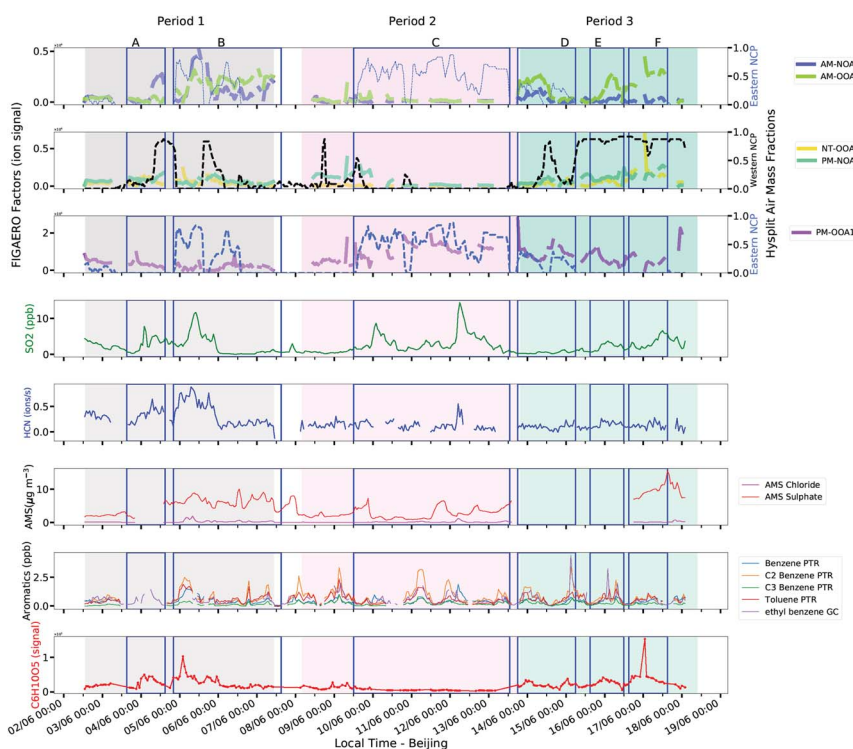 Period 1 Period 2 Period 3
A B C D E F
0.5
0.0
1.0
0.5
0.0
Eastern NCP
AM-NOA
AM-OOA
0.5
0.0
1.0
0.5
0.0
Western NCP
NT-OOA
PM-NOA
FIGAERO Factors (ion signal)
Hysplit Air Mass Fractions
2
0
1.0
0.5
0.0
Eastern NCP
PM-OOA1
SO2 (ppb)
10
0
HCN (ions/s)
0.5
0.0
AMS(µg m⁻³)
10
0
AMS Chloride
AMS Sulphate
Aromatics (ppb)
2.5
0.0
Benzene PTR
C2 Benzene PTR
C3 Benzene PTR
Toluene PTR
ethyl benzene GC
C6H10O5 (signal)
1
0
02/06 00:00
03/06 00:00
04/06 00:00
05/06 00:00
06/06 00:00
07/06 00:00
08/06 00:00
09/06 00:00
10/06 00:00
11/06 00:00
12/06 00:00
13/06 00:00
14/06 00:00
15/06 00:00
16/06 00:00
17/06 00:00
18/06 00:00
19/06 00:00
Local Time - Beijing